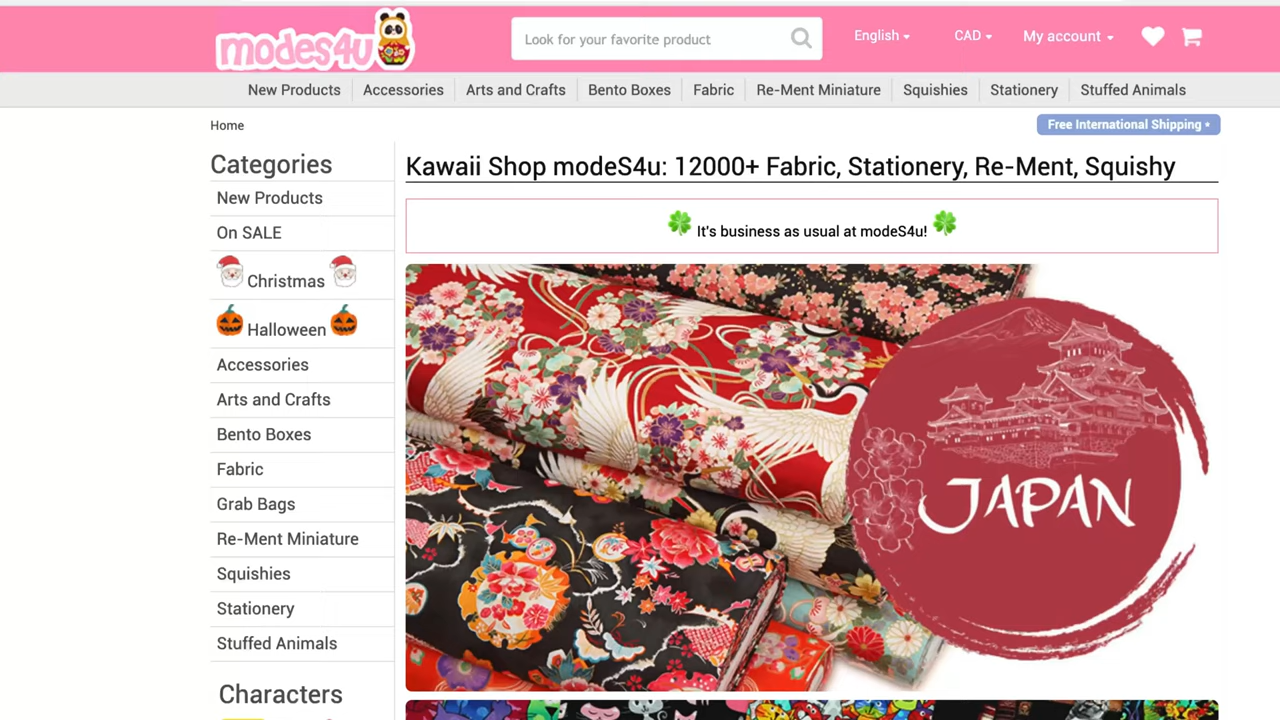 modes4u
Look for your favorite product
English
CAD
My account
New Products
Accessories
Arts and Crafts
Bento Boxes
Fabric
Re-Ment Miniature
Squishies
Stationery
Stuffed Animals
Home
Free International Shipping *
Categories
New Products
On SALE
Christmas
Halloween
Accessories
Arts and Crafts
Bento Boxes
Fabric
Grab Bags
Re-Ment Miniature
Squishies
Stationery
Stuffed Animals
Characters
Kawaii Shop modeS4u: 12000+ Fabric, Stationery, Re-Ment, Squishy
It's business as usual at modeS4u!
JAPAN